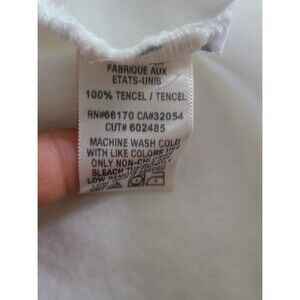 FABRIQUE AUX
ETATS-UNIS
100% TENCEL / TENCEL
RN#66170 CA#32054
CUT# 602485
MACHINE WASH COLD
WITH LIKE COLORS
ONLY NON-CHLORINE
BLEACH
LOW